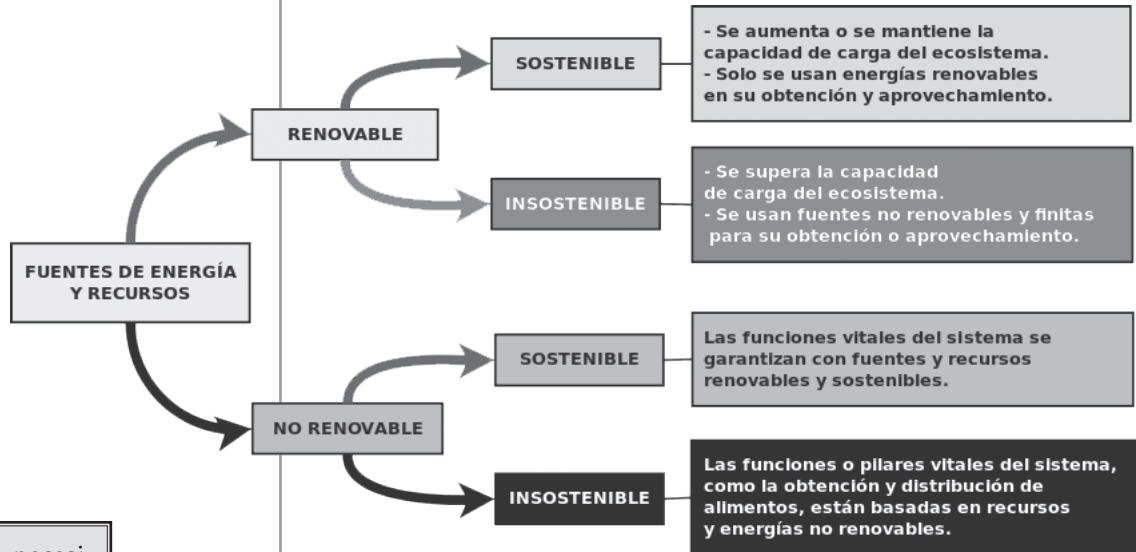 FUENTES DE ENERGÍA
Y RECURSOS
RENOVABLE
SOSTENIBLE
- Se aumenta o se mantiene la
capacidad de carga del ecosistema.
- Solo se usan energías renovables
en su obtención y aprovechamiento.
INSOSTENIBLE
- Se supera la capacidad
de carga del ecosistema.
- Se usan fuentes no renovables y finitas
para su obtención o aprovechamiento.
NO RENOVABLE
SOSTENIBLE
Las funciones vitales del sistema se
garantizan con fuentes y recursos
renovables y sostenibles.
INSOSTENIBLE
Las funciones o pilares vitales del sistema,
como la obtención y distribución de
alimentos, están basadas en recursos
y energías no renovables.